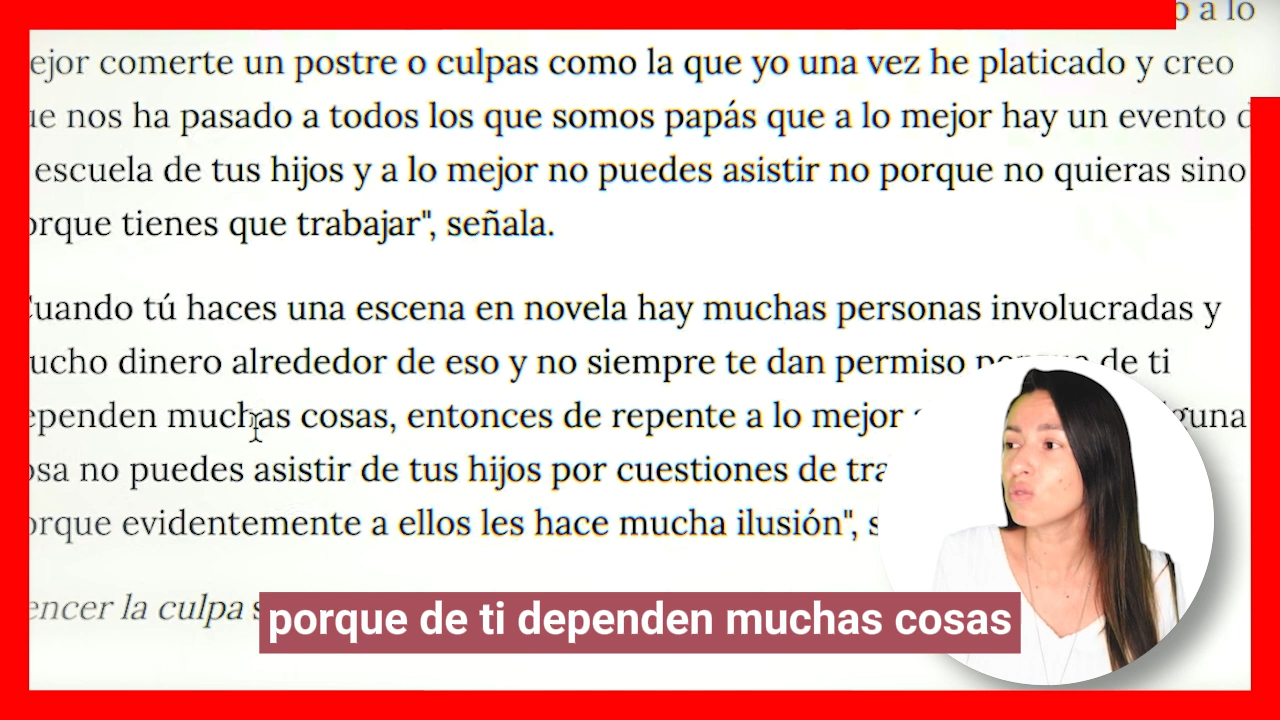 o a lo
ejor comerte un postre o culpas como la que yo una vez he platicado y creo
ue nos ha pasado a todos los que somos papás que a lo mejor hay un evento d
escuela de tus hijos y a lo mejor no puedes asistir no porque no quieras sino
orque tienes que trabajar", señala.
Cuando tú haces una escena en novela hay muchas personas involucradas y
ucho dinero alrededor de eso y no siempre te dan permiso porque de ti
ependen muchas cosas, entonces de repente a lo mejor guna
osa no puedes asistir de tus hijos por cuestiones de tra
orque evidentemente a ellos les hace mucha ilusión", s
encer la culpa s
porque de ti dependen muchas cosas